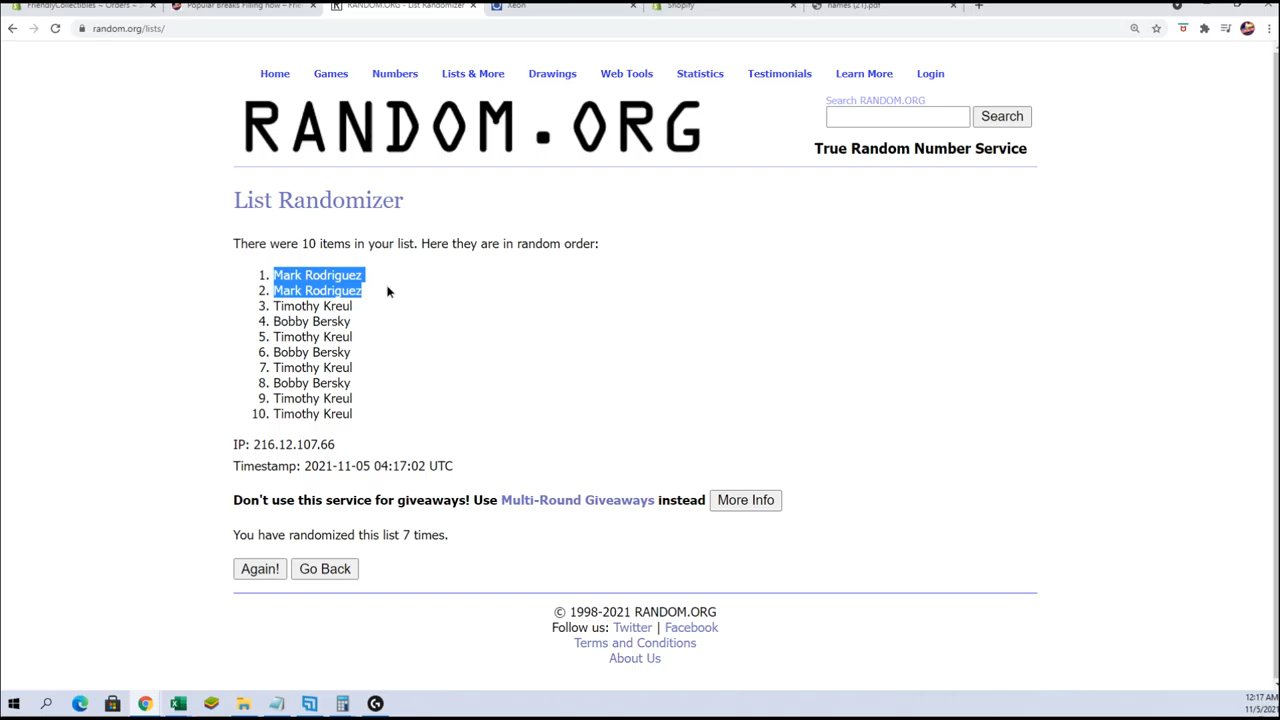 FriendlyCollectibles ~ Orders ~ S
Popular Breaks Filling now – Frie
RANDOM.ORG - List Randomizer
Xeon
Shopify
names (21).pdf
random.org/lists/
Home Games Numbers Lists & More Drawings Web Tools Statistics Testimonials Learn More Login
RANDOM.ORG
Search RANDOM.ORG
Search
True Random Number Service
List Randomizer
There were 10 items in your list. Here they are in random order:
1. Mark Rodriguez
2. Mark Rodriguez
3. Timothy Kreul
4. Bobby Bersky
5. Timothy Kreul
6. Bobby Bersky
7. Timothy Kreul
8. Bobby Bersky
9. Timothy Kreul
10. Timothy Kreul
IP: 216.12.107.66
Timestamp: 2021-11-05 04:17:02 UTC
Don't use this service for giveaways! Use Multi-Round Giveaways instead More Info
You have randomized this list 7 times.
Again! Go Back
© 1998-2021 RANDOM.ORG
Follow us: Twitter | Facebook
Terms and Conditions
About Us
12:17 AM
11/5/2021